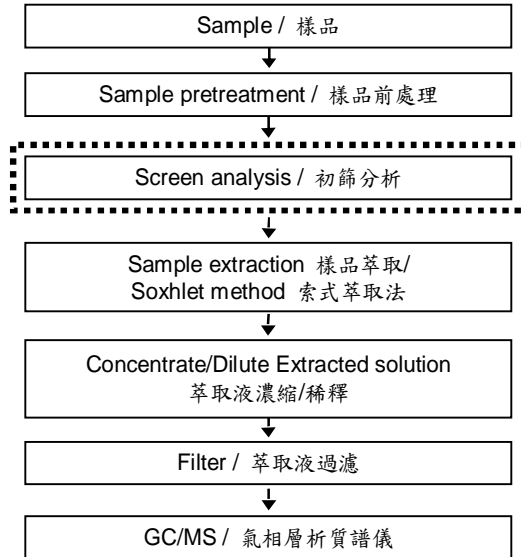 Sample / 樣品
Sample pretreatment / 樣品前處理
Screen analysis / 初篩分析
Sample extraction 樣品萃取/
Soxhlet method 索式萃取法
Concentrate/Dilute Extracted solution
萃取液濃縮/稀釋
Filter / 萃取液過濾
GC/MS / 氣相層析質譜儀